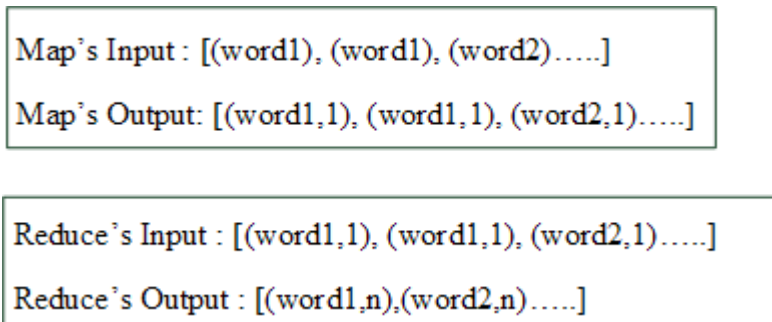 Map's Input : [(word1), (word1), (word2)…..]
Map's Output: [(word1,1), (word1,1), (word2,1)…..]
Reduce's Input : [(word1,1), (word1,1), (word2,1)…..]
Reduce's Output : [(word1,n),(word2,n)…..]